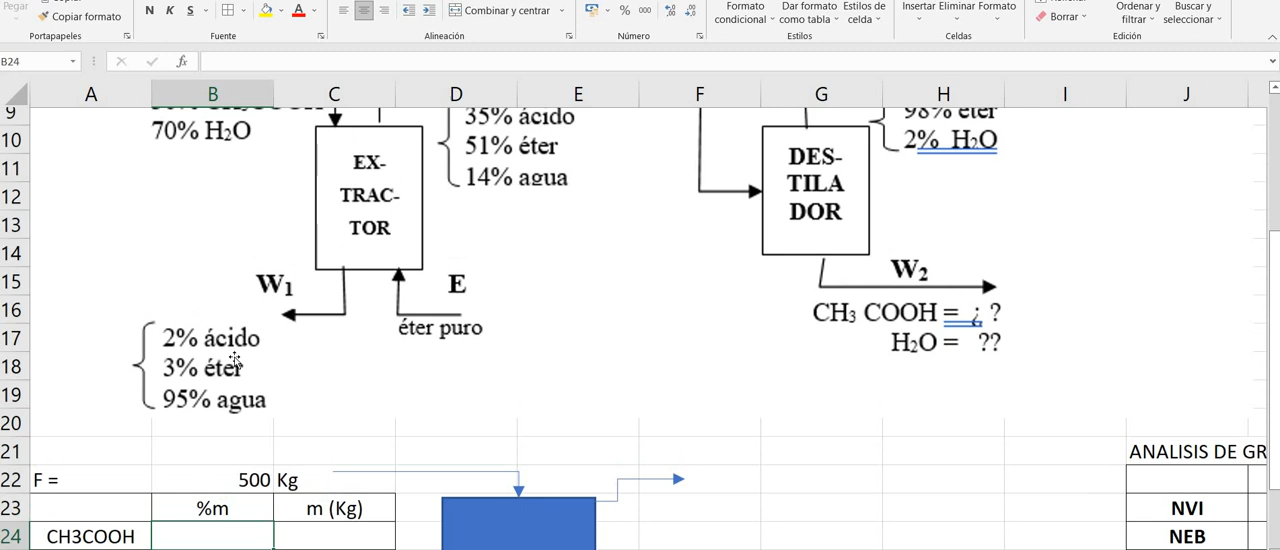 Pegar
Copiar formato
N K S A
Combinar y centrar
% 000
Formato condicional
Dar formato como tabla
Estilos de celda
Insertar Eliminar Formato
Borrar
Ordenar y filtrar
Buscar y seleccionar
Portapapeles
Fuente
Alineación
Número
Estilos
Celdas
Edición
B24
fx
A B C D E F G H I J
9
10
11
12
13
14
15
16
17
18
19
20
21
22
23
24
70% H₂O
35% ácido
51% éter
14% agua
98% éter
2% H₂O
EX-
TRAC-
TOR
DES-
TILA
DOR
W₁
E
éter puro
W₂
CH₃ COOH = ¿ ?
H₂O = ??
2% ácido
3% éter
95% agua
ANALISIS DE GR
F = 500 Kg
%m m (Kg)
NVI
CH3COOH
NEB